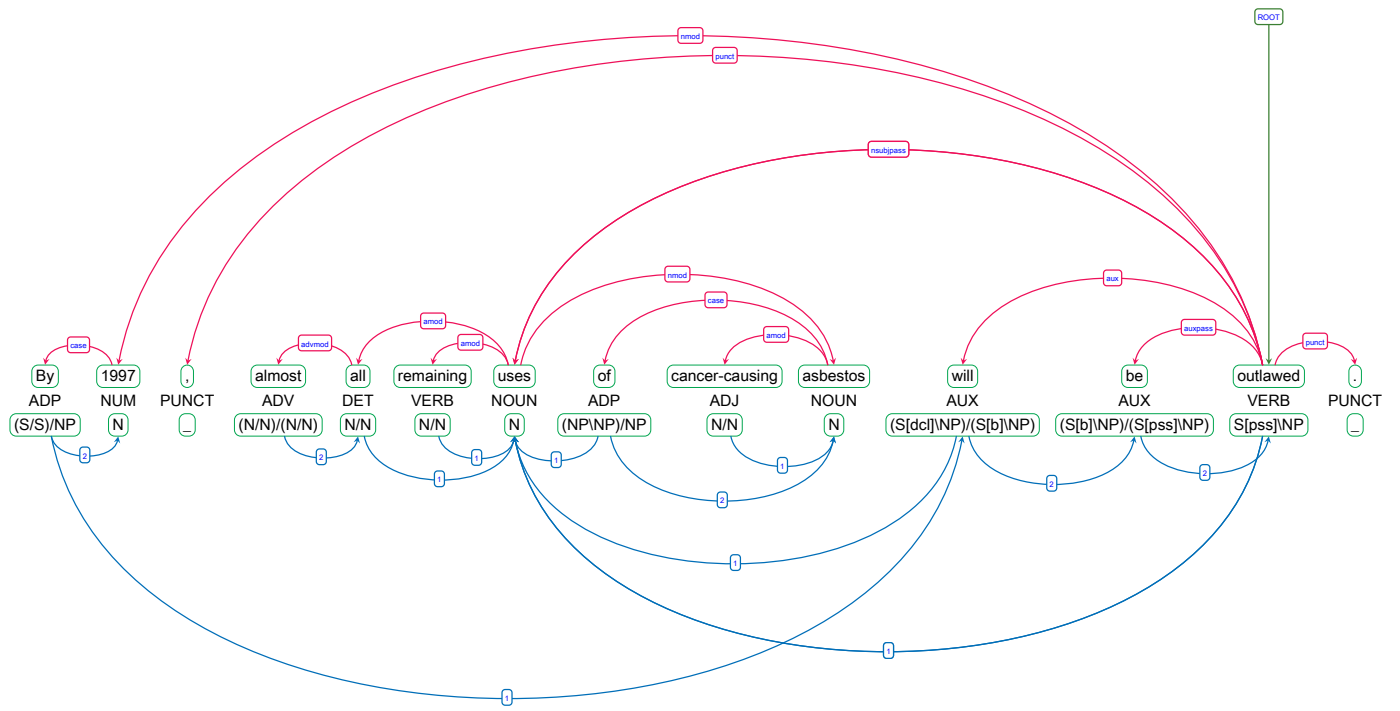 ROOT
nmod
punct
nsubjpass
nmod
aux
case
auxpass
amod
case advmod amod amod punct
By 1997 , almost all remaining uses of cancer-causing asbestos will be outlawed .
ADP NUM PUNCT ADV DET VERB NOUN ADP ADJ NOUN AUX AUX VERB PUNCT
(S/S)/NP N _ (N/N)/(N/N) N/N N/N N (NP\NP)/NP N/N N (S[dcl]\NP)/(S[b]\NP) (S[b]\NP)/(S[pss]\NP) S[pss]\NP _
2 2 1 1 1 2
1 2 2
1
1
1